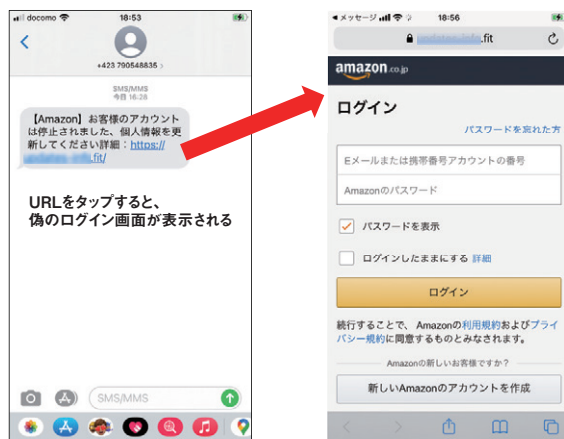 docomo 18:53
+423 790548835
SMS/MMS
今日 16:28
【Amazon】お客様のアカウント
は停止されました、個人情報を更
新してください詳細：https://
.fit/
URLをタップすると、
偽のログイン画面が表示される
SMS/MMS
メッセージ 18:56
.fit
amazon.co.jp
ログイン
パスワードを忘れた方
Eメールまたは携帯番号アカウントの番号
Amazonのパスワード
パスワードを表示
ログインしたままにする 詳細
ログイン
続行することで、Amazonの利用規約およびプライ
バシー規約に同意するものとみなされます。
Amazonの新しいお客様ですか？
新しいAmazonのアカウントを作成